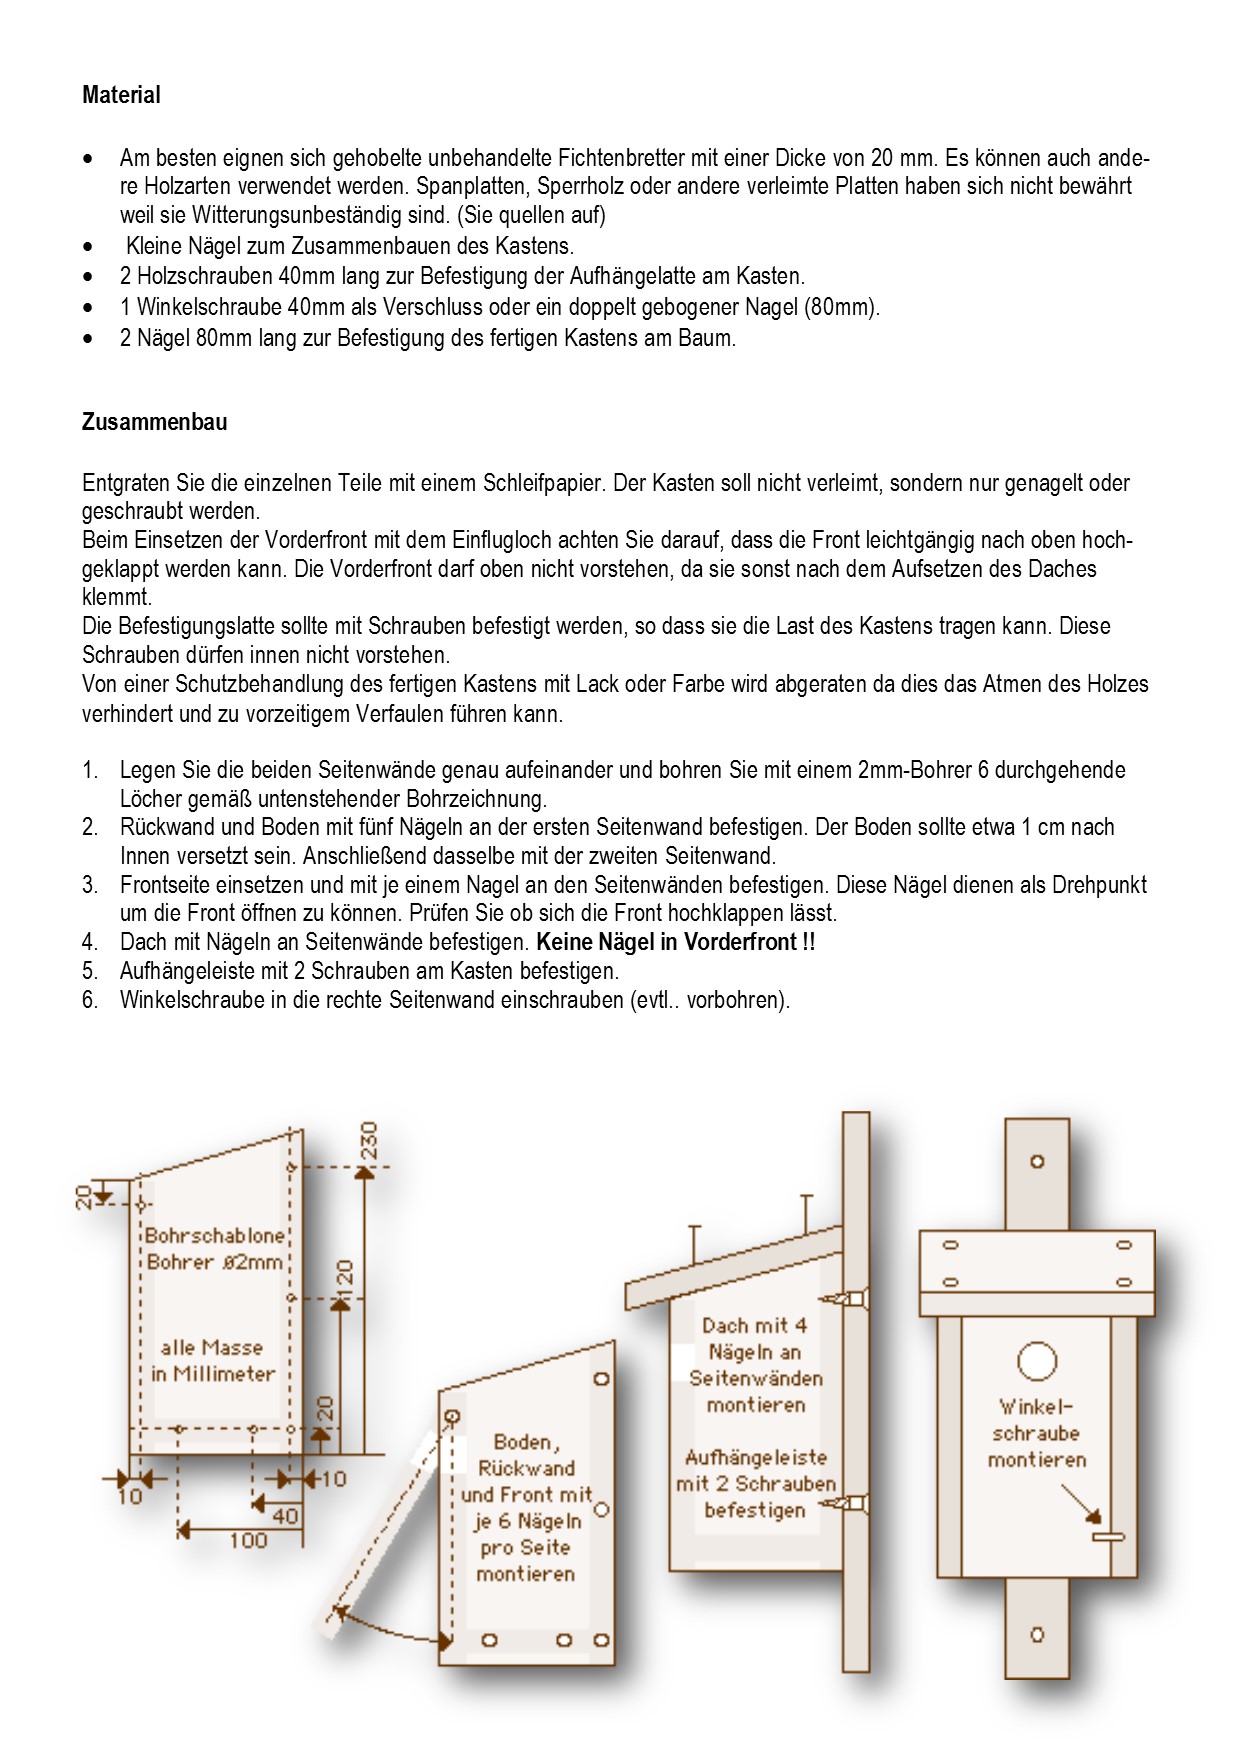 Material
• Am besten eignen sich gehobelte unbehandelte Fichtenbretter mit einer Dicke von 20 mm. Es können auch ande-
re Holzarten verwendet werden. Spanplatten, Sperrholz oder andere verleimte Platten haben sich nicht bewährt
weil sie Witterungsunbeständig sind. (Sie quellen auf)
• Kleine Nägel zum Zusammenbauen des Kastens.
• 2 Holzschrauben 40mm lang zur Befestigung der Aufhängelatte am Kasten.
• 1 Winkelschraube 40mm als Verschluss oder ein doppelt gebogener Nagel (80mm).
• 2 Nägel 80mm lang zur Befestigung des fertigen Kastens am Baum.
Zusammenbau
Entgraten Sie die einzelnen Teile mit einem Schleifpapier. Der Kasten soll nicht verleimt, sondern nur genagelt oder
geschraubt werden.
Beim Einsetzen der Vorderfront mit dem Einflugloch achten Sie darauf, dass die Front leichtgängig nach oben hoch-
geklappt werden kann. Die Vorderfront darf oben nicht vorstehen, da sie sonst nach dem Aufsetzen des Daches
klemmt.
Die Befestigungslatte sollte mit Schrauben befestigt werden, so dass sie die Last des Kastens tragen kann. Diese
Schrauben dürfen innen nicht vorstehen.
Von einer Schutzbehandlung des fertigen Kastens mit Lack oder Farbe wird abgeraten da dies das Atmen des Holzes
verhindert und zu vorzeitigem Verfaulen führen kann.
1. Legen Sie die beiden Seitenwände genau aufeinander und bohren Sie mit einem 2mm-Bohrer 6 durchgehende
Löcher gemäß untenstehender Bohrzeichnung.
2. Rückwand und Boden mit fünf Nägeln an der ersten Seitenwand befestigen. Der Boden sollte etwa 1 cm nach
Innen versetzt sein. Anschließend dasselbe mit der zweiten Seitenwand.
3. Frontseite einsetzen und mit je einem Nagel an den Seitenwänden befestigen. Diese Nägel dienen als Drehpunkt
um die Front öffnen zu können. Prüfen Sie ob sich die Front hochklappen lässt.
4. Dach mit Nägeln an Seitenwände befestigen. Keine Nägel in Vorderfront !!
5. Aufhängeleiste mit 2 Schrauben am Kasten befestigen.
6. Winkelschraube in die rechte Seitenwand einschrauben (evtl.. vorbohren).
20
230
Bohrschablone
Bohrer ø2mm
120
alle Masse
in Millimeter
20
10
10
40
100
Boden,
Rückwand
und Front mit
je 6 Nägeln
pro Seite
montieren
Dach mit 4
Nägeln an
Seitenwänden
montieren
Aufhängeleiste
mit 2 Schrauben
befestigen
Winkel-
schraube
montieren